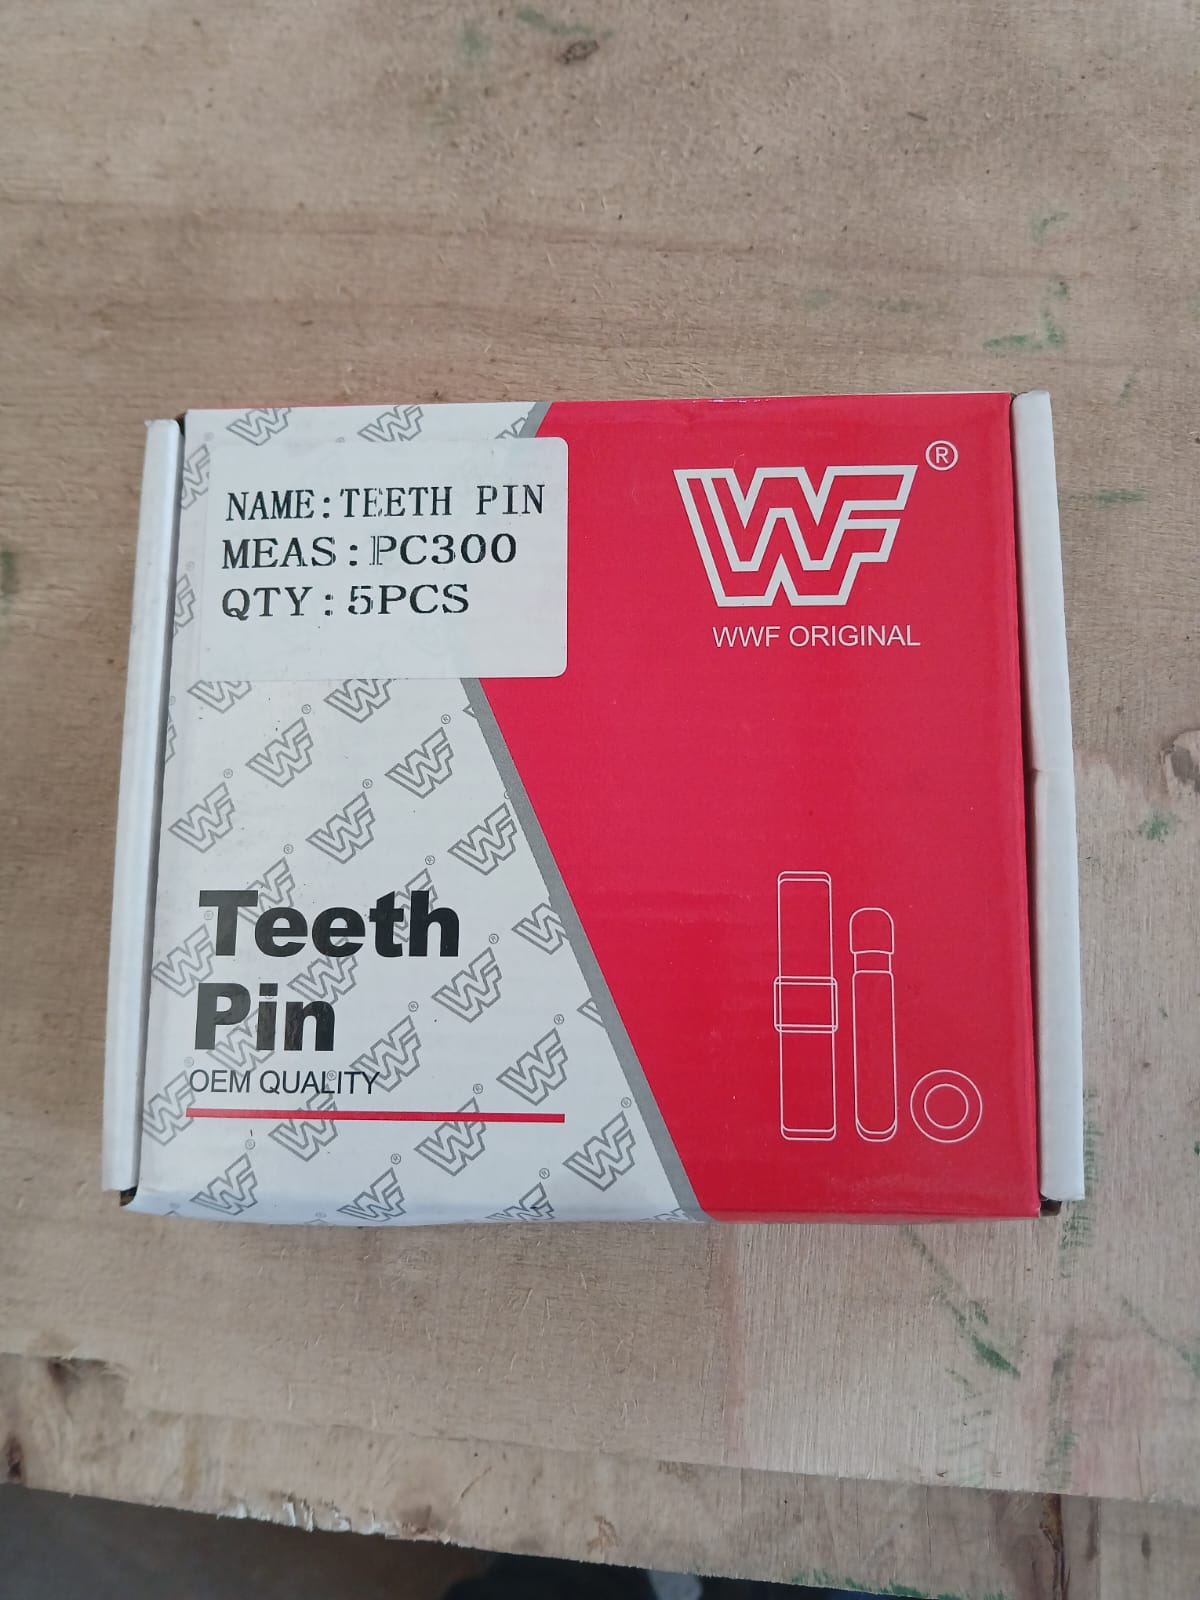 NAME:TEETH PIN
MEAS:PC300
QTY:5PCS
WF®
WWF ORIGINAL
Teeth
Pin
OEM QUALITY